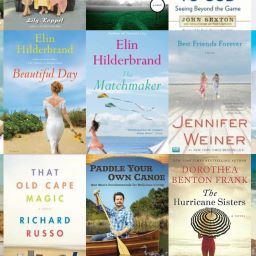 Lily Koppel
Seeing Beyond the Game
JOHN SEXTON
Elin
Hilderbrand
Beautiful Day
Elin
Hilderbrand
The
Matchmaker
Best Friends Forever
JENNIFER
WEINER
THAT
OLD CAPE
MAGIC
RICHARD
RUSSO
PADDLE YOUR OWN CANOE
DOROTHEA
BENTON FRANK
The
Hurricane Sisters
A NOVEL